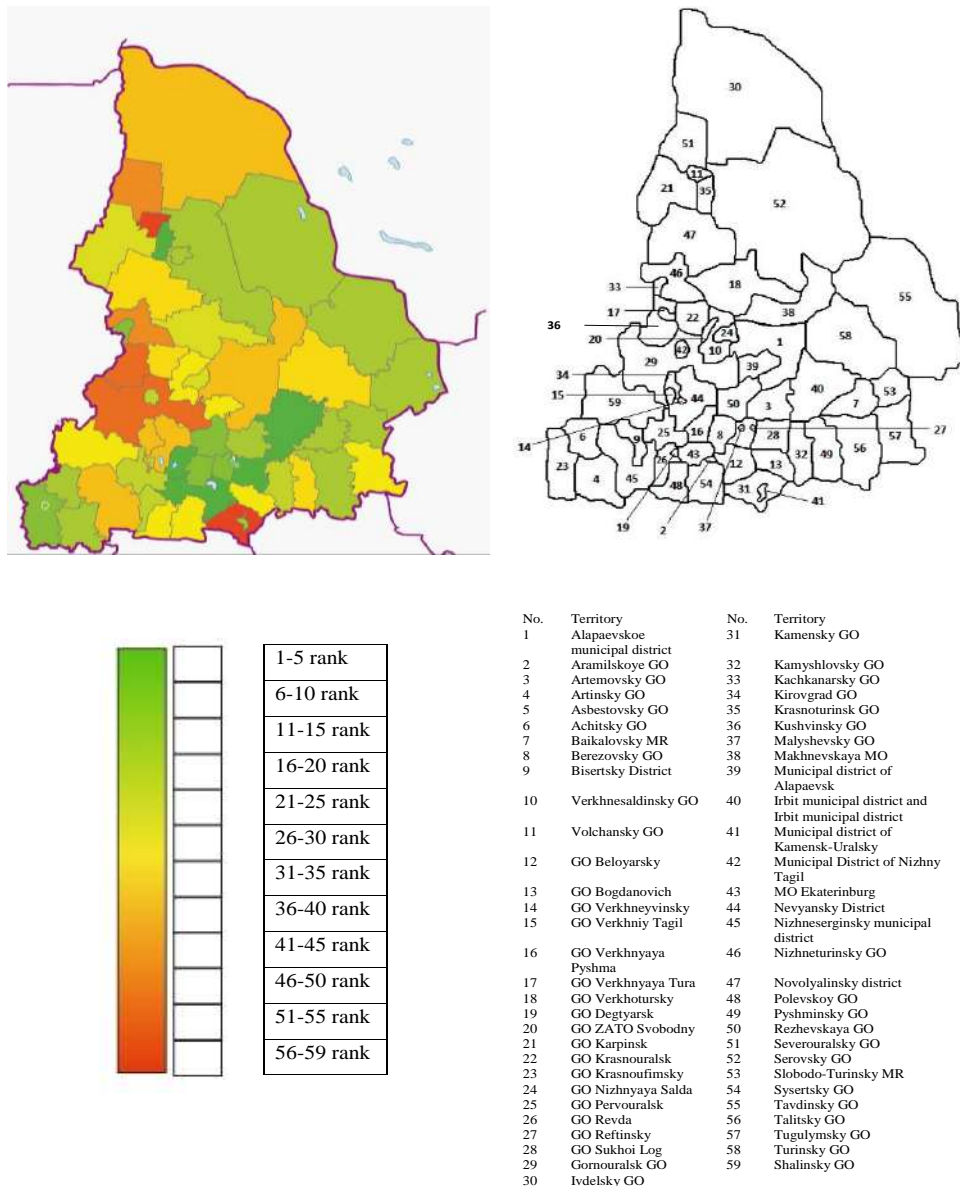 30
51
11
21
35
52
47
46
18
55
33
38
17
22
36
24
58
1
20
42
10
29
39
34
40
53
15
44
59
50
3
7
14
6
25
16
8
28
27
57
9
43
32
49
56
23
26
12
13
4
45
48
54
31
41
19
2
37
1-5 rank
6-10 rank
11-15 rank
16-20 rank
21-25 rank
26-30 rank
31-35 rank
36-40 rank
41-45 rank
46-50 rank
51-55 rank
56-59 rank
No. Territory No. Territory
1 Alapaevskoe 31 Kamensky GO
municipal district
2 Aramilskoye GO 32 Kamyshlovsky GO
3 Artemovsky GO 33 Kachkanarsky GO
4 Artinsky GO 34 Kirovgrad GO
5 Asbestovsky GO 35 Krasnoturinsk GO
6 Achitsky GO 36 Kushvinsky GO
7 Baikalovsky MR 37 Malyshevsky GO
8 Berezovsky GO 38 Makhnevskaya MO
9 Bisertsky District 39 Municipal district of
Alapaevsk
10 Verkhnesaldinsky GO 40 Irbit municipal district and
Irbit municipal district
11 Volchansky GO 41 Municipal district of
Kamensk-Uralsky
12 GO Beloyarsky 42 Municipal District of Nizhny
Tagil
13 GO Bogdanovich 43 MO Ekaterinburg
14 GO Verkhneyvinsky 44 Nevyansky District
15 GO Verkhniy Tagil 45 Nizhneserginsky municipal
district
16 GO Verkhnyaya 46 Nizhneturinsky GO
Pyshma
17 GO Verkhnyaya Tura 47 Novolyalinsky district
18 GO Verkhotursky 48 Polevskoy GO
19 GO Degtyarsk 49 Pyshminsky GO
20 GO ZATO Svobodny 50 Rezhevskaya GO
21 GO Karpinsk 51 Severouralsky GO
22 GO Krasnouralsk 52 Serovsky GO
23 GO Krasnoufimsky 53 Slobodo-Turinsky MR
24 GO Nizhnyaya Salda 54 Sysertsky GO
25 GO Pervouralsk 55 Tavdinsky GO
26 GO Revda 56 Talitsky GO
27 GO Reftinsky 57 Tugulymsky GO
28 GO Sukhoi Log 58 Turinsky GO
29 Gornouralsk GO 59 Shalinsky GO
30 Ivdelsky GO